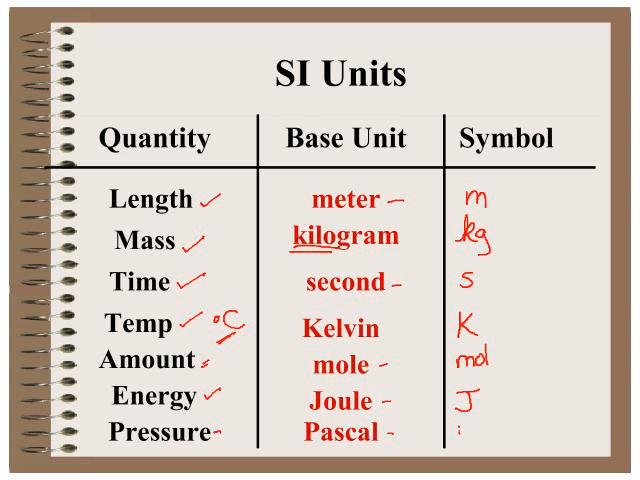 SI Units
Quantity Base Unit Symbol
Length meter m
Mass kilogram kg
Time second s
Temp °C Kelvin K
Amount mole mol
Energy Joule J
Pressure Pascal